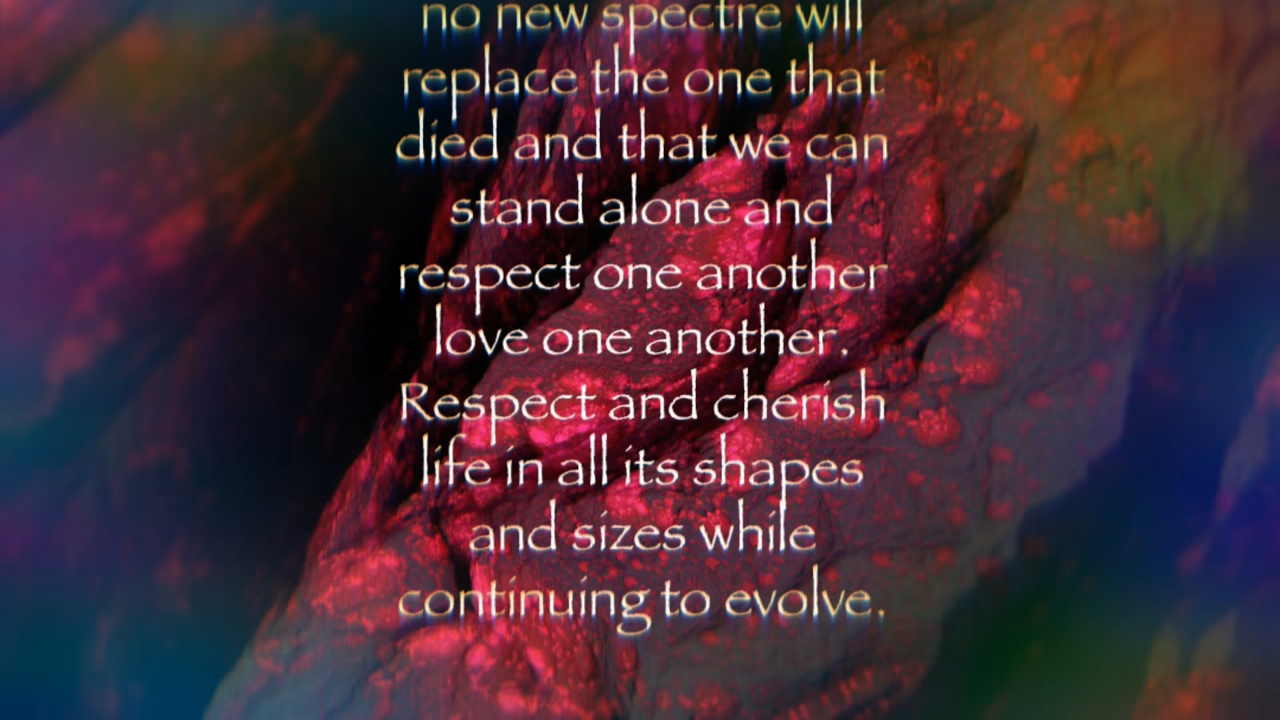 no new spectre will
replace the one that
died and that we can
stand alone and
respect one another
love one another.
Respect and cherish
life in all its shapes
and sizes while
continuing to evolve.